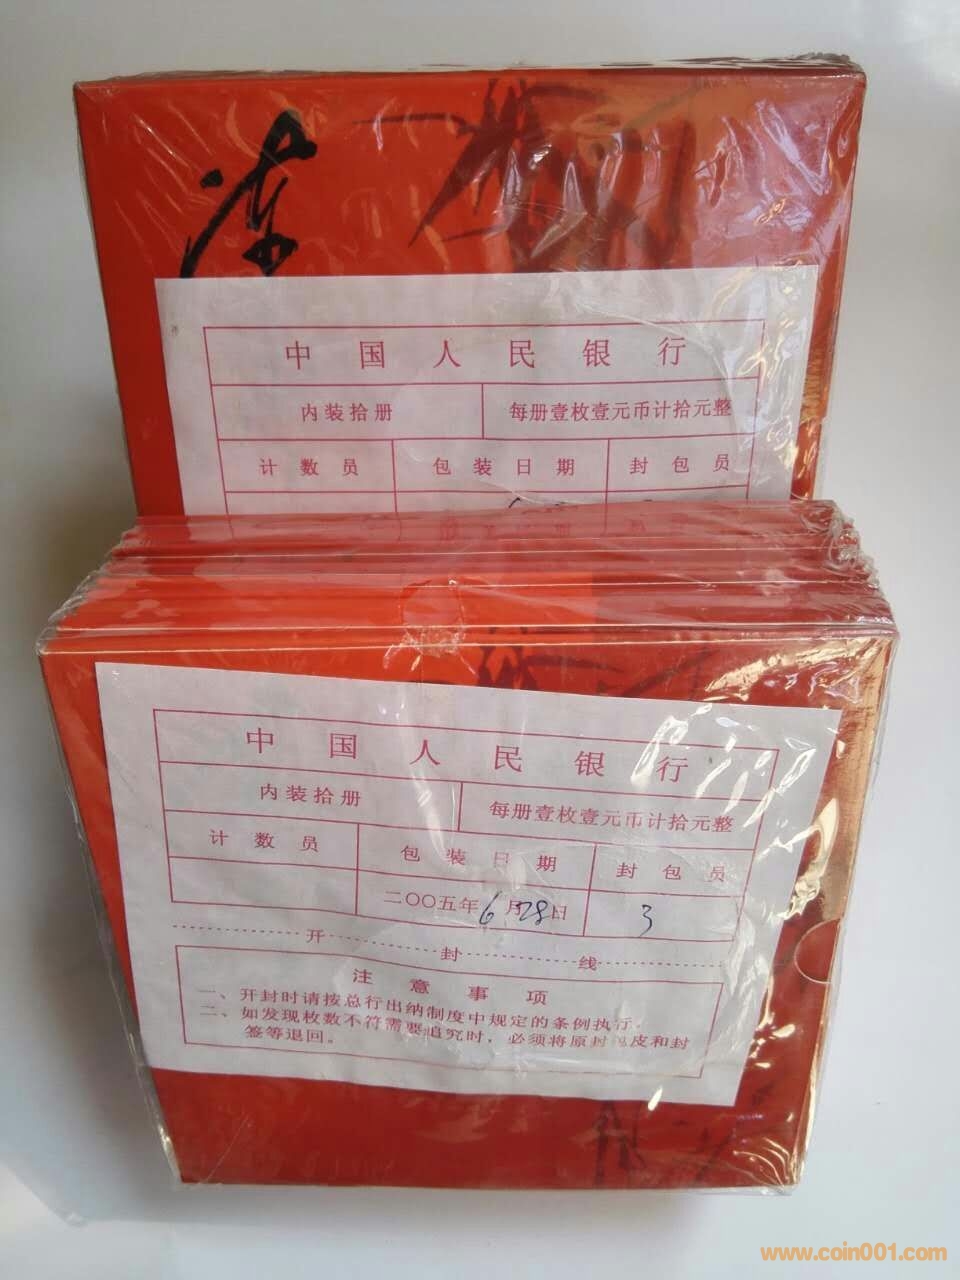 陈
中国人民银行
内装拾册 每册壹枚壹元币计拾元整
计数员 包装日期 封包员
中国人民银行
内装拾册 每册壹枚壹元币计拾元整
计数员 包装日期 封包员
二〇〇五年6月28日 3
开封线
注意事项
一、开封时请按总行出纳制度中规定的条例执行。
二、如发现枚数不符需要追究时，必须将原封包皮和封
签等退回。
www.coin001.com